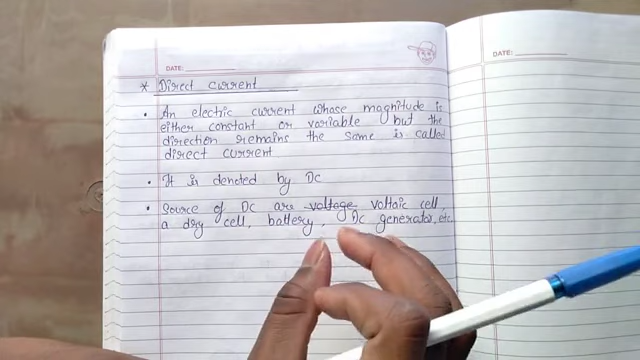 DATE:
DATE:
* Direct current
• An electric current whose magnitude is
either constant or variable but the
direction remains the same is called
direct current
• It is denoted by DC
• Source of DC are voltage voltaic cell,
a dry cell, battery, DC generator, etc.